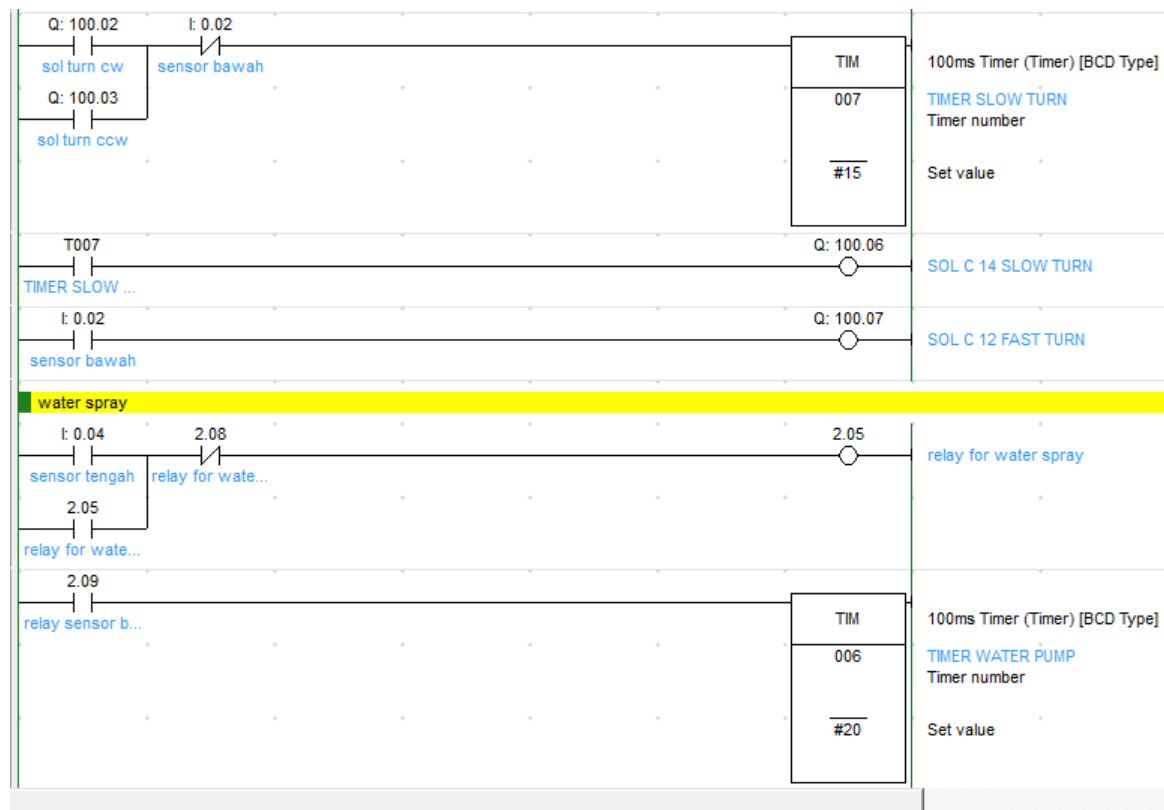 Q: 100.02 I: 0.02
sol turn cw sensor bawah
TIM 100ms Timer (Timer) [BCD Type]
Q: 100.03 007 TIMER SLOW TURN
Timer number
sol turn ccw
#15 Set value
T007 Q: 100.06
SOL C 14 SLOW TURN
TIMER SLOW ...
I: 0.02 Q: 100.07
SOL C 12 FAST TURN
sensor bawah
water spray
I: 0.04 2.08 2.05
relay for water spray
sensor tengah relay for wate...
2.05
relay for wate...
2.09
relay sensor b... TIM 100ms Timer (Timer) [BCD Type]
006 TIMER WATER PUMP
Timer number
#20 Set value